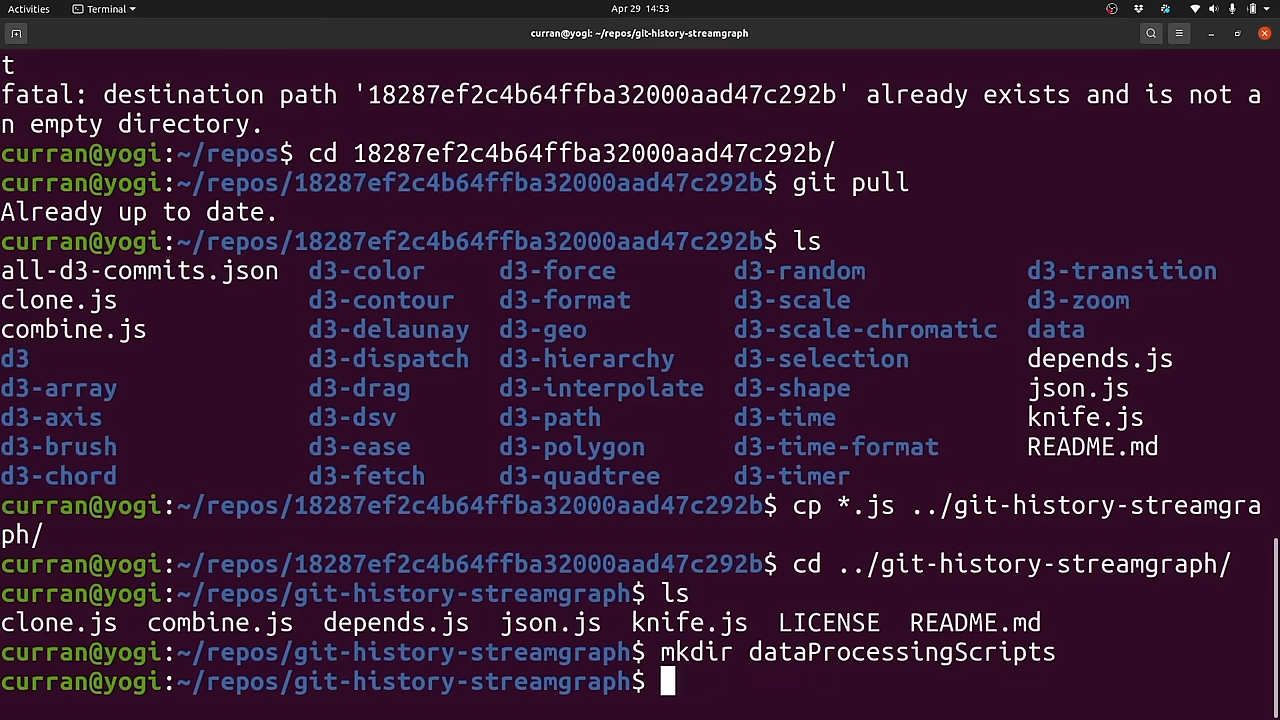 Activities Terminal Apr 29 14:53
curran@yogi: ~/repos/git-history-streamgraph
t
fatal: destination path '18287ef2c4b64ffba32000aad47c292b' already exists and is not a
n empty directory.
curran@yogi:~/repos$ cd 18287ef2c4b64ffba32000aad47c292b/
curran@yogi:~/repos/18287ef2c4b64ffba32000aad47c292b$ git pull
Already up to date.
curran@yogi:~/repos/18287ef2c4b64ffba32000aad47c292b$ ls
all-d3-commits.json d3-color d3-force d3-random d3-transition
clone.js d3-contour d3-format d3-scale d3-zoom
combine.js d3-delaunay d3-geo d3-scale-chromatic data
d3 d3-dispatch d3-hierarchy d3-selection depends.js
d3-array d3-drag d3-interpolate d3-shape json.js
d3-axis d3-dsv d3-path d3-time knife.js
d3-brush d3-ease d3-polygon d3-time-format README.md
d3-chord d3-fetch d3-quadtree d3-timer
curran@yogi:~/repos/18287ef2c4b64ffba32000aad47c292b$ cp *.js ../git-history-streamgra
ph/
curran@yogi:~/repos/18287ef2c4b64ffba32000aad47c292b$ cd ../git-history-streamgraph/
curran@yogi:~/repos/git-history-streamgraph$ ls
clone.js combine.js depends.js json.js knife.js LICENSE README.md
curran@yogi:~/repos/git-history-streamgraph$ mkdir dataProcessingScripts
curran@yogi:~/repos/git-history-streamgraph$